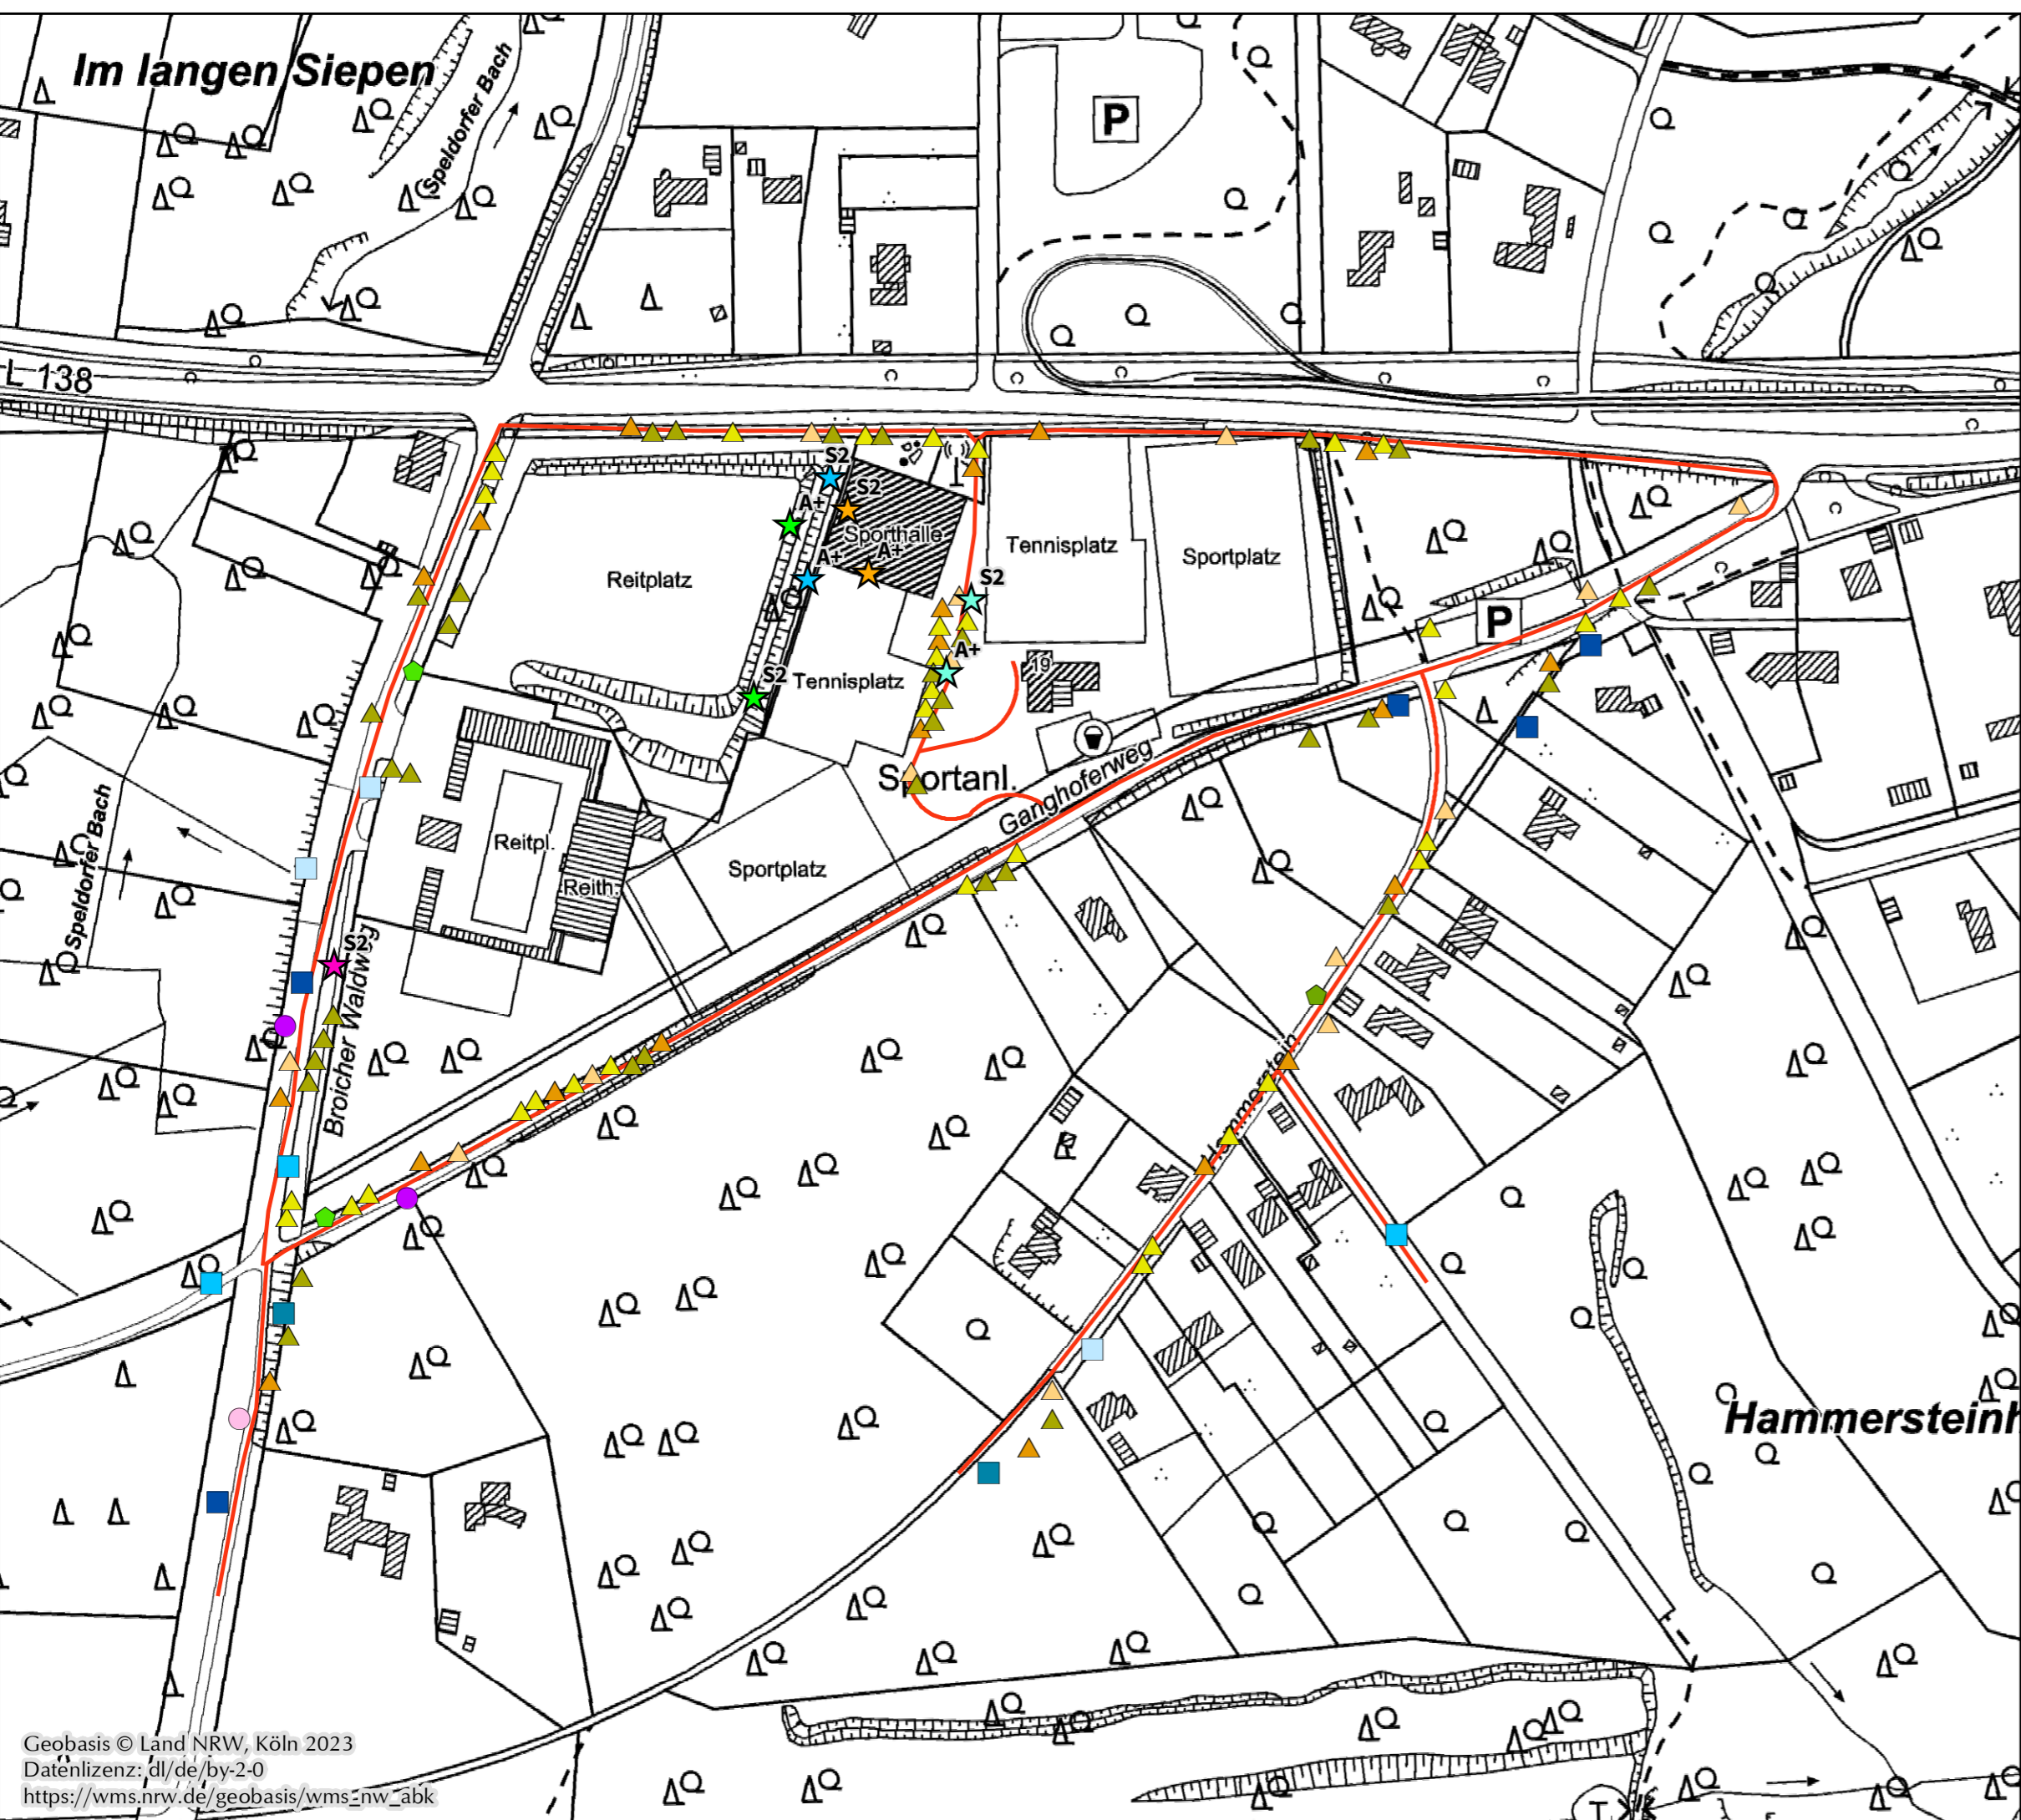 Im langen Siepen
Speldorfer Bach
P
L 138
S2
S2
A+
Sporthalle
A+
A+
Tennisplatz
Sportplatz
Reitplatz
S2
P
A+
19
S2
Tennisplatz
Sportanl.
Ganghoferweg
Reitpl.
Reith.
Sportplatz
Speldorfer Bach
S2
Broicher Waldweg
Hammerstein
Hammersteinh
T
Geobasis © Land NRW, Köln 2023
Datenlizenz: dl/de/by-2-0
https://wms.nrw.de/geobasis/wms_nw_abk